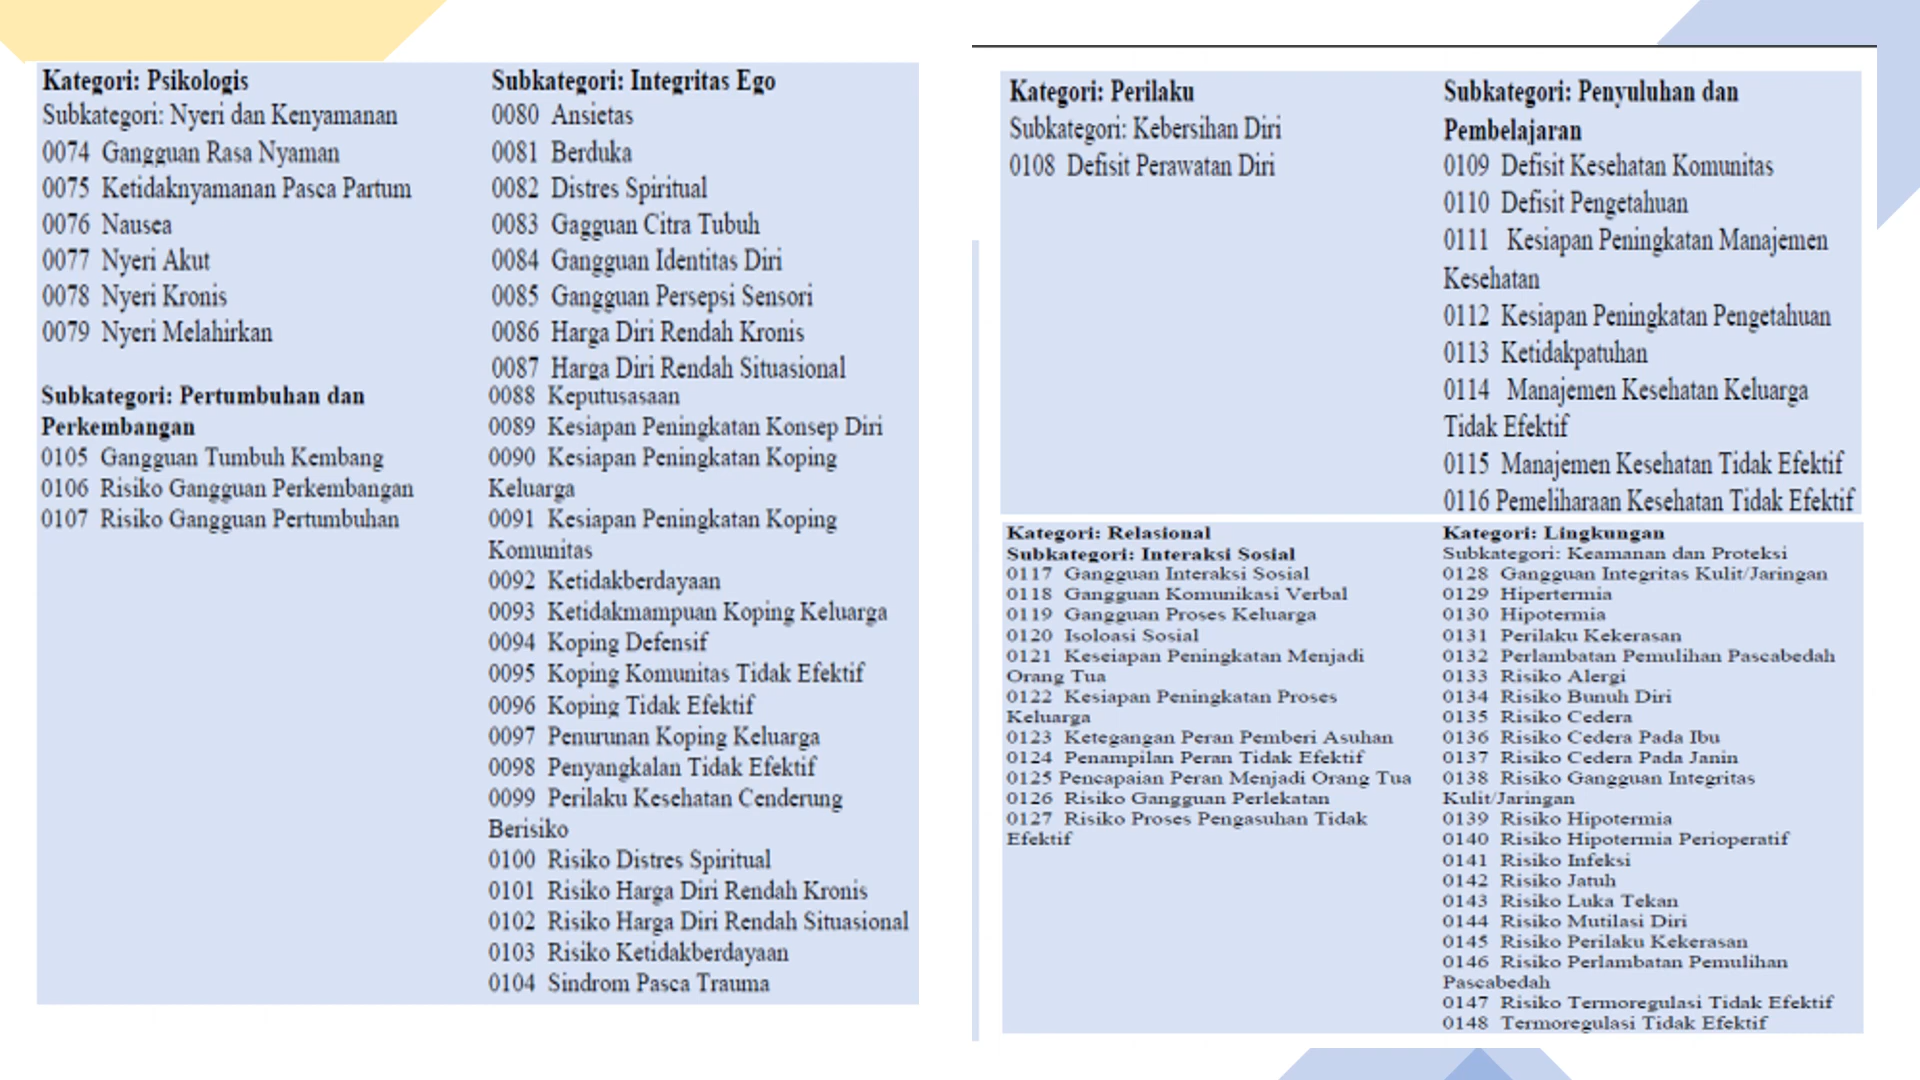 Kategori: Psikologis
Subkategori: Nyeri dan Kenyamanan
0074 Gangguan Rasa Nyaman
0075 Ketidaknyamanan Pasca Partum
0076 Nausea
0077 Nyeri Akut
0078 Nyeri Kronis
0079 Nyeri Melahirkan
Subkategori: Pertumbuhan dan
Perkembangan
0105 Gangguan Tumbuh Kembang
0106 Risiko Gangguan Perkembangan
0107 Risiko Gangguan Pertumbuhan
Subkategori: Integritas Ego
0080 Ansietas
0081 Berduka
0082 Distres Spiritual
0083 Gagguan Citra Tubuh
0084 Gangguan Identitas Diri
0085 Gangguan Persepsi Sensori
0086 Harga Diri Rendah Kronis
0087 Harga Diri Rendah Situasional
0088 Keputusasaan
0089 Kesiapan Peningkatan Konsep Diri
0090 Kesiapan Peningkatan Koping
Keluarga
0091 Kesiapan Peningkatan Koping
Komunitas
0092 Ketidakberdayaan
0093 Ketidakmampuan Koping Keluarga
0094 Koping Defensif
0095 Koping Komunitas Tidak Efektif
0096 Koping Tidak Efektif
0097 Penurunan Koping Keluarga
0098 Penyangkalan Tidak Efektif
0099 Perilaku Kesehatan Cenderung
Berisiko
0100 Risiko Distres Spiritual
0101 Risiko Harga Diri Rendah Kronis
0102 Risiko Harga Diri Rendah Situasional
0103 Risiko Ketidakberdayaan
0104 Sindrom Pasca Trauma
Kategori: Perilaku
Subkategori: Kebersihan Diri
0108 Defisit Perawatan Diri
Subkategori: Penyuluhan dan
Pembelajaran
0109 Defisit Kesehatan Komunitas
0110 Defisit Pengetahuan
0111 Kesiapan Peningkatan Manajemen
Kesehatan
0112 Kesiapan Peningkatan Pengetahuan
0113 Ketidakpatuhan
0114 Manajemen Kesehatan Keluarga
Tidak Efektif
0115 Manajemen Kesehatan Tidak Efektif
0116 Pemeliharaan Kesehatan Tidak Efektif
Kategori: Relasional
Subkategori: Interaksi Sosial
0117 Gangguan Interaksi Sosial
0118 Gangguan Komunikasi Verbal
0119 Gangguan Proses Keluarga
0120 Isoloasi Sosial
0121 Keseiapan Peningkatan Menjadi
Orang Tua
0122 Kesiapan Peningkatan Proses
Keluarga
0123 Ketegangan Peran Pemberi Asuhan
0124 Penampilan Peran Tidak Efektif
0125 Pencapaian Peran Menjadi Orang Tua
0126 Risiko Gangguan Perlekatan
0127 Risiko Proses Pengasuhan Tidak
Efektif
Kategori: Lingkungan
Subkategori: Keamanan dan Proteksi
0128 Gangguan Integritas Kulit/Jaringan
0129 Hipertermia
0130 Hipotermia
0131 Perilaku Kekerasan
0132 Perlambatan Pemulihan Pascabedah
0133 Risiko Alergi
0134 Risiko Bunuh Diri
0135 Risiko Cedera
0136 Risiko Cedera Pada Ibu
0137 Risiko Cedera Pada Janin
0138 Risiko Gangguan Integritas
Kulit/Jaringan
0139 Risiko Hipotermia
0140 Risiko Hipotermia Perioperatif
0141 Risiko Infeksi
0142 Risiko Jatuh
0143 Risiko Luka Tekan
0144 Risiko Mutilasi Diri
0145 Risiko Perilaku Kekerasan
0146 Risiko Perlambatan Pemulihan
Pascabedah
0147 Risiko Termoregulasi Tidak Efektif
0148 Termoregulasi Tidak Efektif